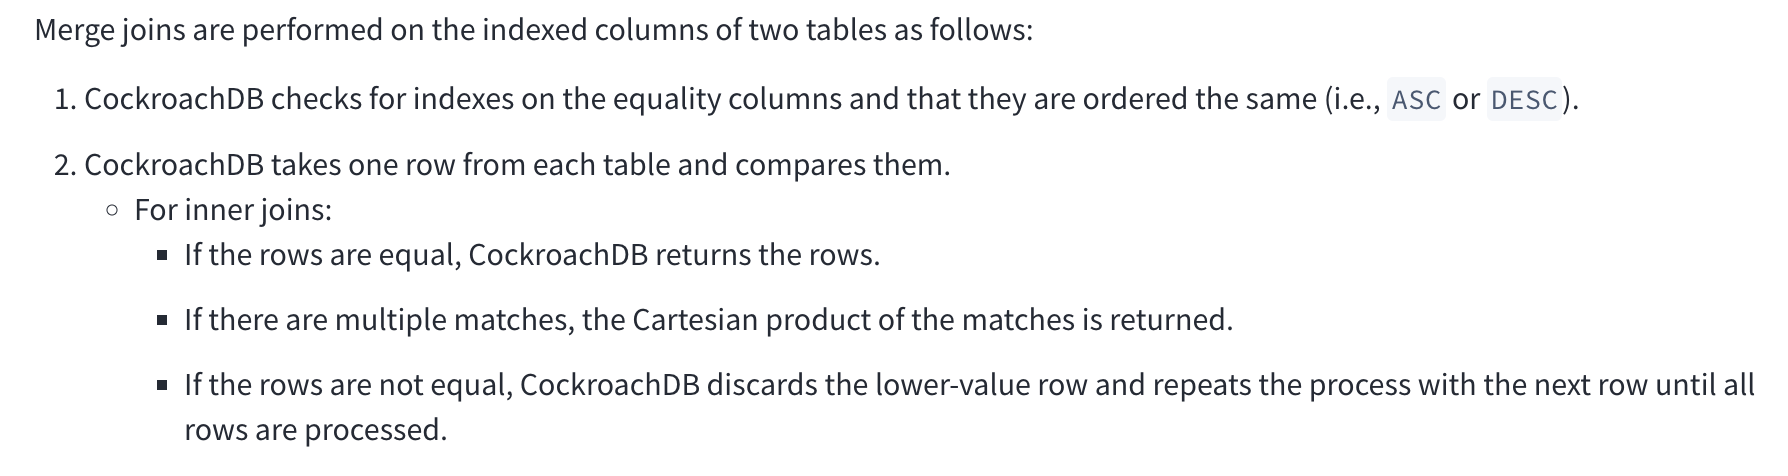 Merge joins are performed on the indexed columns of two tables as follows:
1. CockroachDB checks for indexes on the equality columns and that they are ordered the same (i.e., ASC or DESC).
2. CockroachDB takes one row from each table and compares them.
○ For inner joins:
▪ If the rows are equal, CockroachDB returns the rows.
▪ If there are multiple matches, the Cartesian product of the matches is returned.
▪ If the rows are not equal, CockroachDB discards the lower-value row and repeats the process with the next row until all
rows are processed.